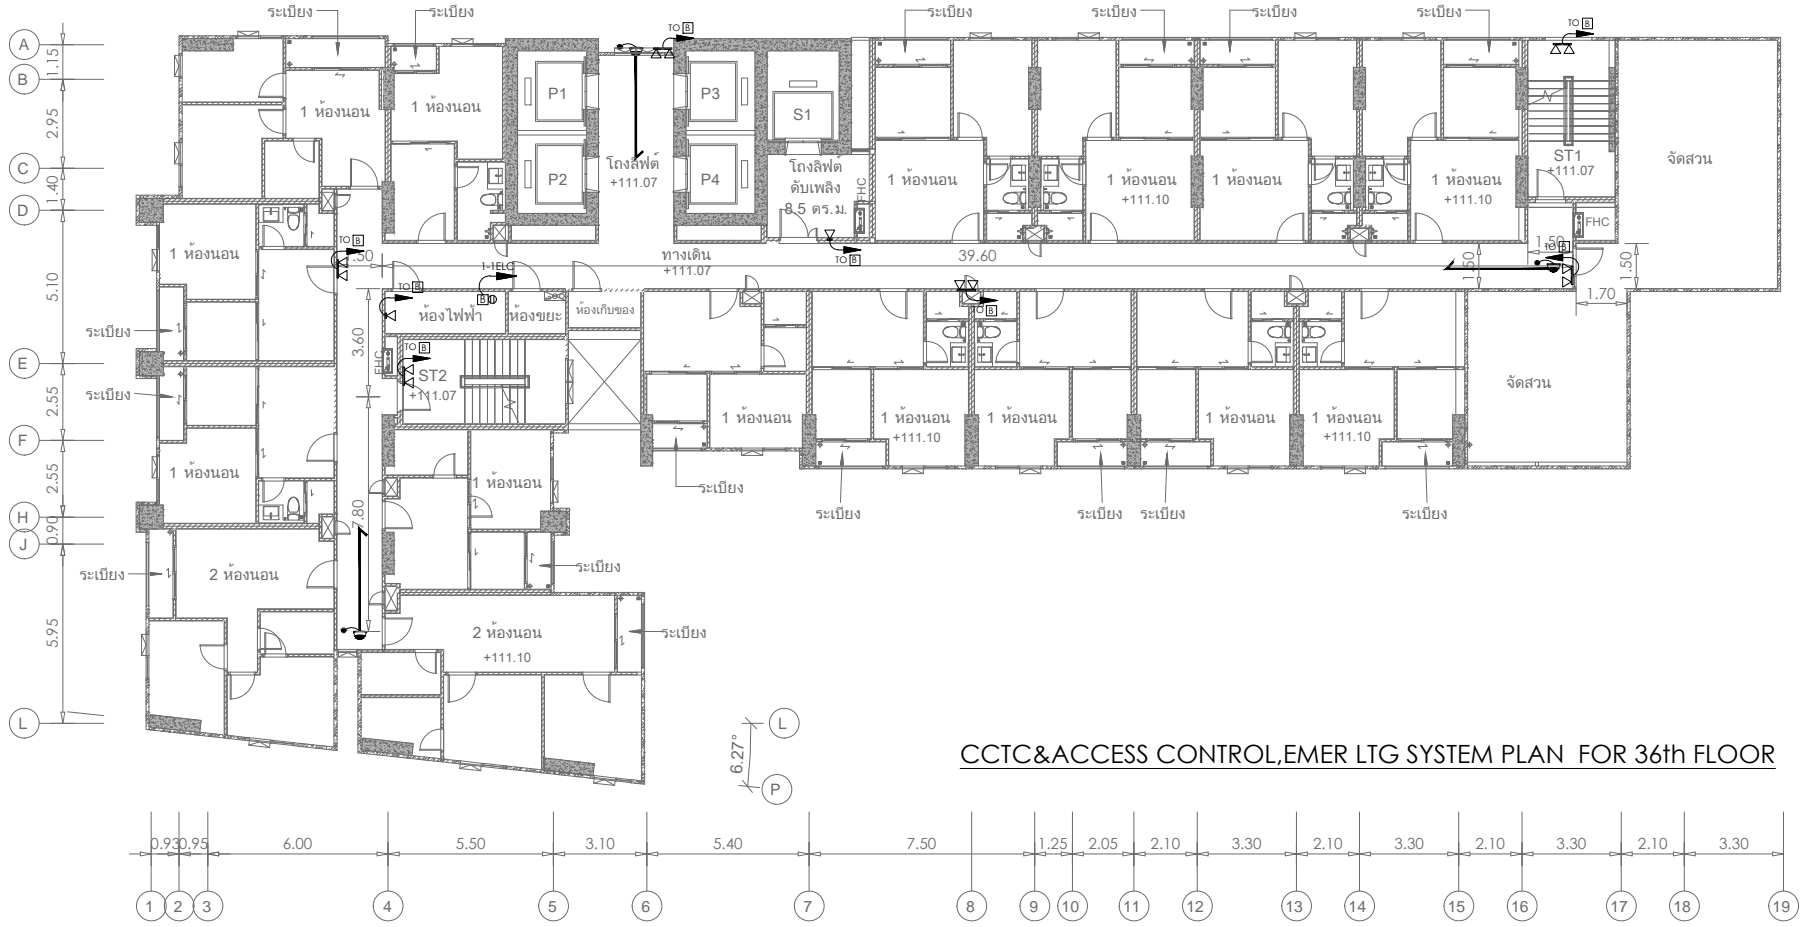 ระเบียง
ระเบียง
ระเบียง
ระเบียง
ระเบียง
ระเบียง
TO B
TO B
A
B
C
D
E
F
H
J
L
1.15
2.95
1.40
5.10
2.55
2.55
0.90
5.95
1 ห้องนอน
1 ห้องนอน
P1
P2
P3
P4
S1
โถงลิฟต์
+111.07
โถงลิฟต์
ดับเพลิง
8.5 ตร.ม.
FHC
1 ห้องนอน
1 ห้องนอน
+111.10
1 ห้องนอน
1 ห้องนอน
+111.10
ST1
+111.07
FHC
จัดสวน
1 ห้องนอน
TO B
.50
ทางเดิน
+111.07
TO B
39.60
1.50
1.50
TO B
1.50
1.70
1-1ELC
B
TO B
ห้องไฟฟ้า
ห้องขยะ
ห้องเก็บของ
TO B
ระเบียง
3.60
FHC
TO B
ST2
+111.07
ระเบียง
1 ห้องนอน
1 ห้องนอน
+111.10
1 ห้องนอน
1 ห้องนอน
1 ห้องนอน
+111.10
จัดสวน
1 ห้องนอน
1 ห้องนอน
ระเบียง
ระเบียง
ระเบียง
ระเบียง
ระเบียง
7.80
ระเบียง
2 ห้องนอน
ระเบียง
2 ห้องนอน
+111.10
ระเบียง
L
6.27°
P
CCTC&ACCESS CONTROL,EMER LTG SYSTEM PLAN FOR 36th FLOOR
0.93 0.95 6.00 5.50 3.10 5.40 7.50 1.25 2.05 2.10 3.30 2.10 3.30 2.10 3.30 2.10 3.30
1 2 3 4 5 6 7 8 9 10 11 12 13 14 15 16 17 18 19